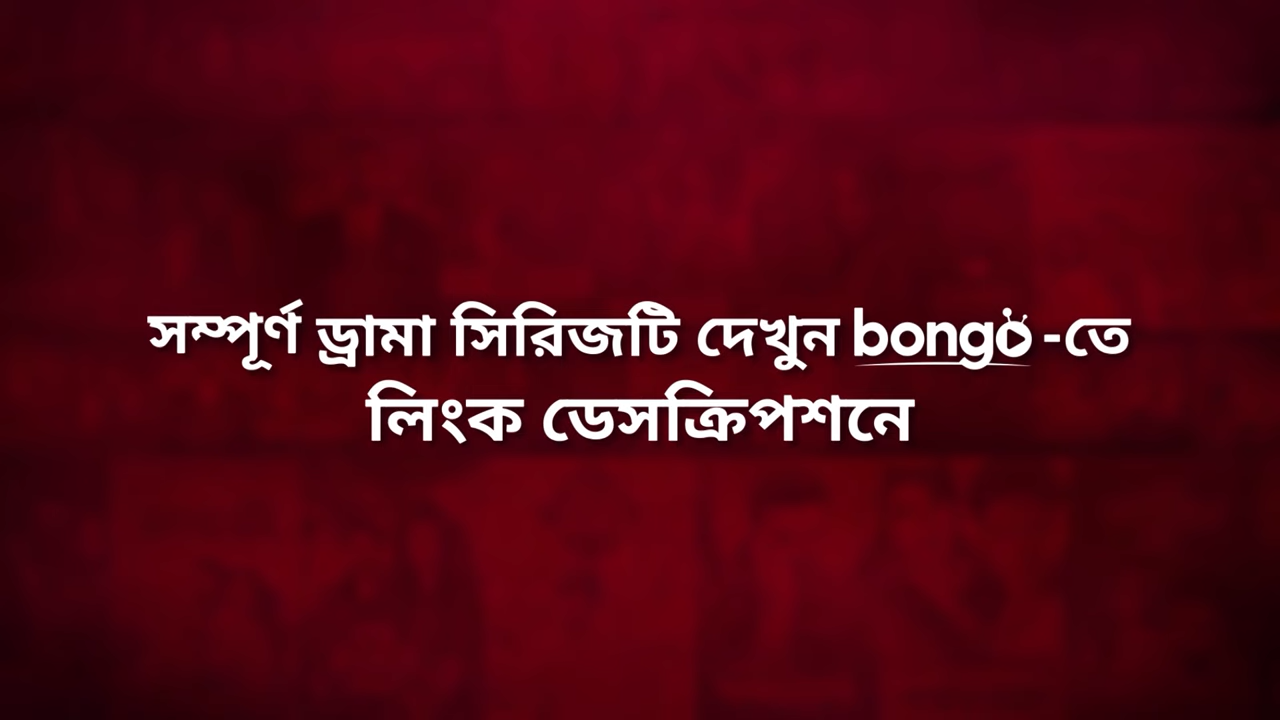 সম্পূর্ণ ড্রামা সিরিজটি দেখুন bongo -তে
লিংক ডেসক্রিপশনে